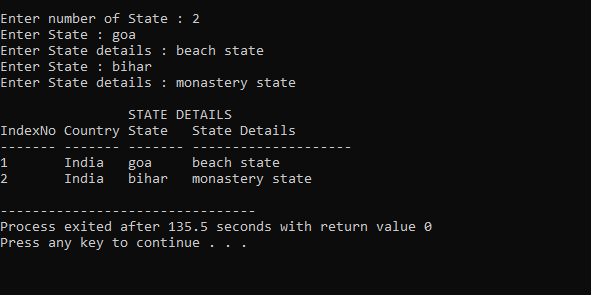 Enter number of State : 2
Enter State : goa
Enter State details : beach state
Enter State : bihar
Enter State details : monastery state
STATE DETAILS
IndexNo Country State   State Details
------- ------- ------- --------------------
1       India   goa     beach state
2       India   bihar   monastery state
--------------------------------
Process exited after 135.5 seconds with return value 0
Press any key to continue . . .